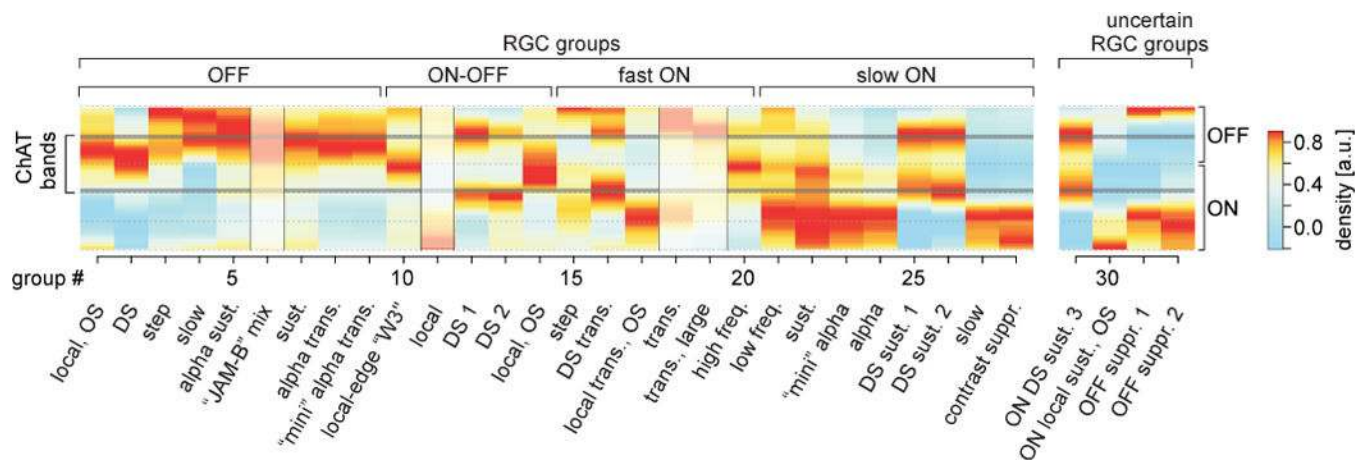 uncertain
RGC groups
RGC groups
OFF
ON-OFF
fast ON
slow ON
ChAT
bands
OFF
ON
0.8
0.4
0.0
density [a.u.]
group #
5
10
15
20
25
30
local, OS
DS
step
slow
alpha sust.
“JAM-B” mix
sust.
alpha trans.
“mini” alpha trans.
local-edge “W3”
local
DS 1
DS 2
local, OS
step
DS trans.
local trans., OS
trans.
trans., large
high freq.
low freq.
sust.
“mini” alpha
alpha
DS sust. 1
DS sust. 2
slow
contrast suppr.
ON DS sust. 3
ON local sust., OS
OFF suppr. 1
OFF suppr. 2